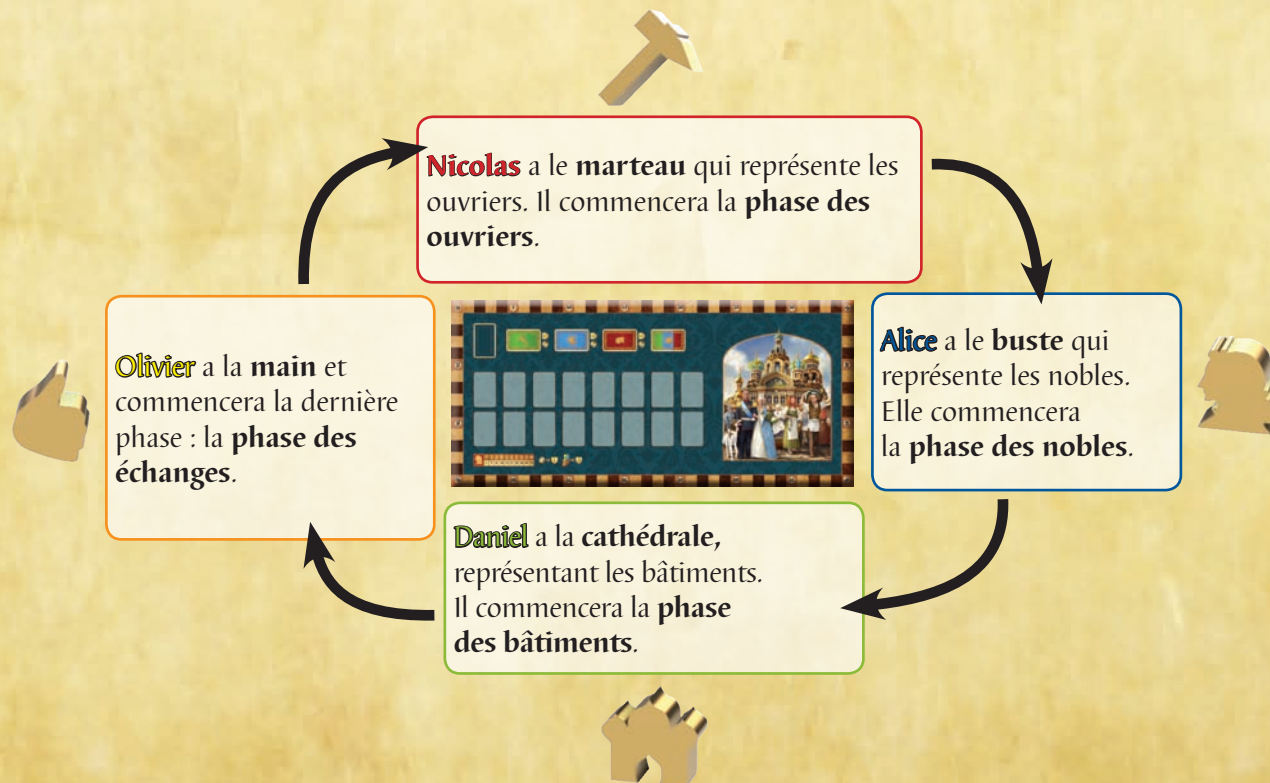 Nicolas a le marteau qui représente les
ouvriers. Il commencera la phase des
ouvriers.
Alice a le buste qui
représente les nobles.
Elle commencera
la phase des nobles.
Daniel a la cathédrale,
représentant les bâtiments.
Il commencera la phase
des bâtiments.
Olivier a la main et
commencera la dernière
phase : la phase des
échanges.